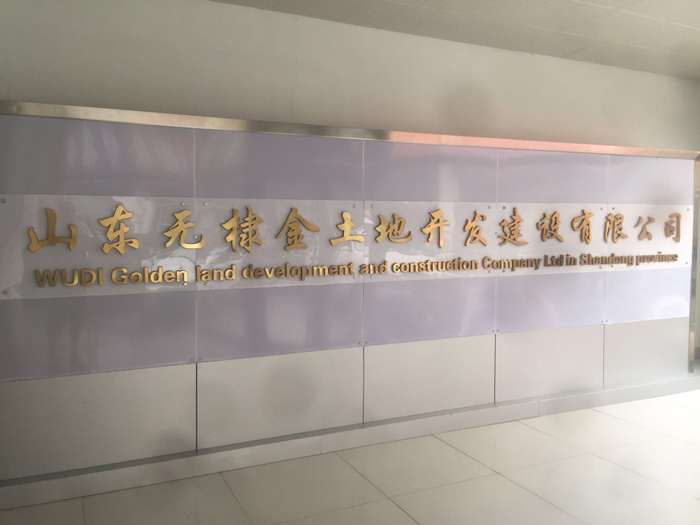 山东无棣金土地开发建设有限公司
WUDI Golden land development and construction Company Ltd in Shandong province